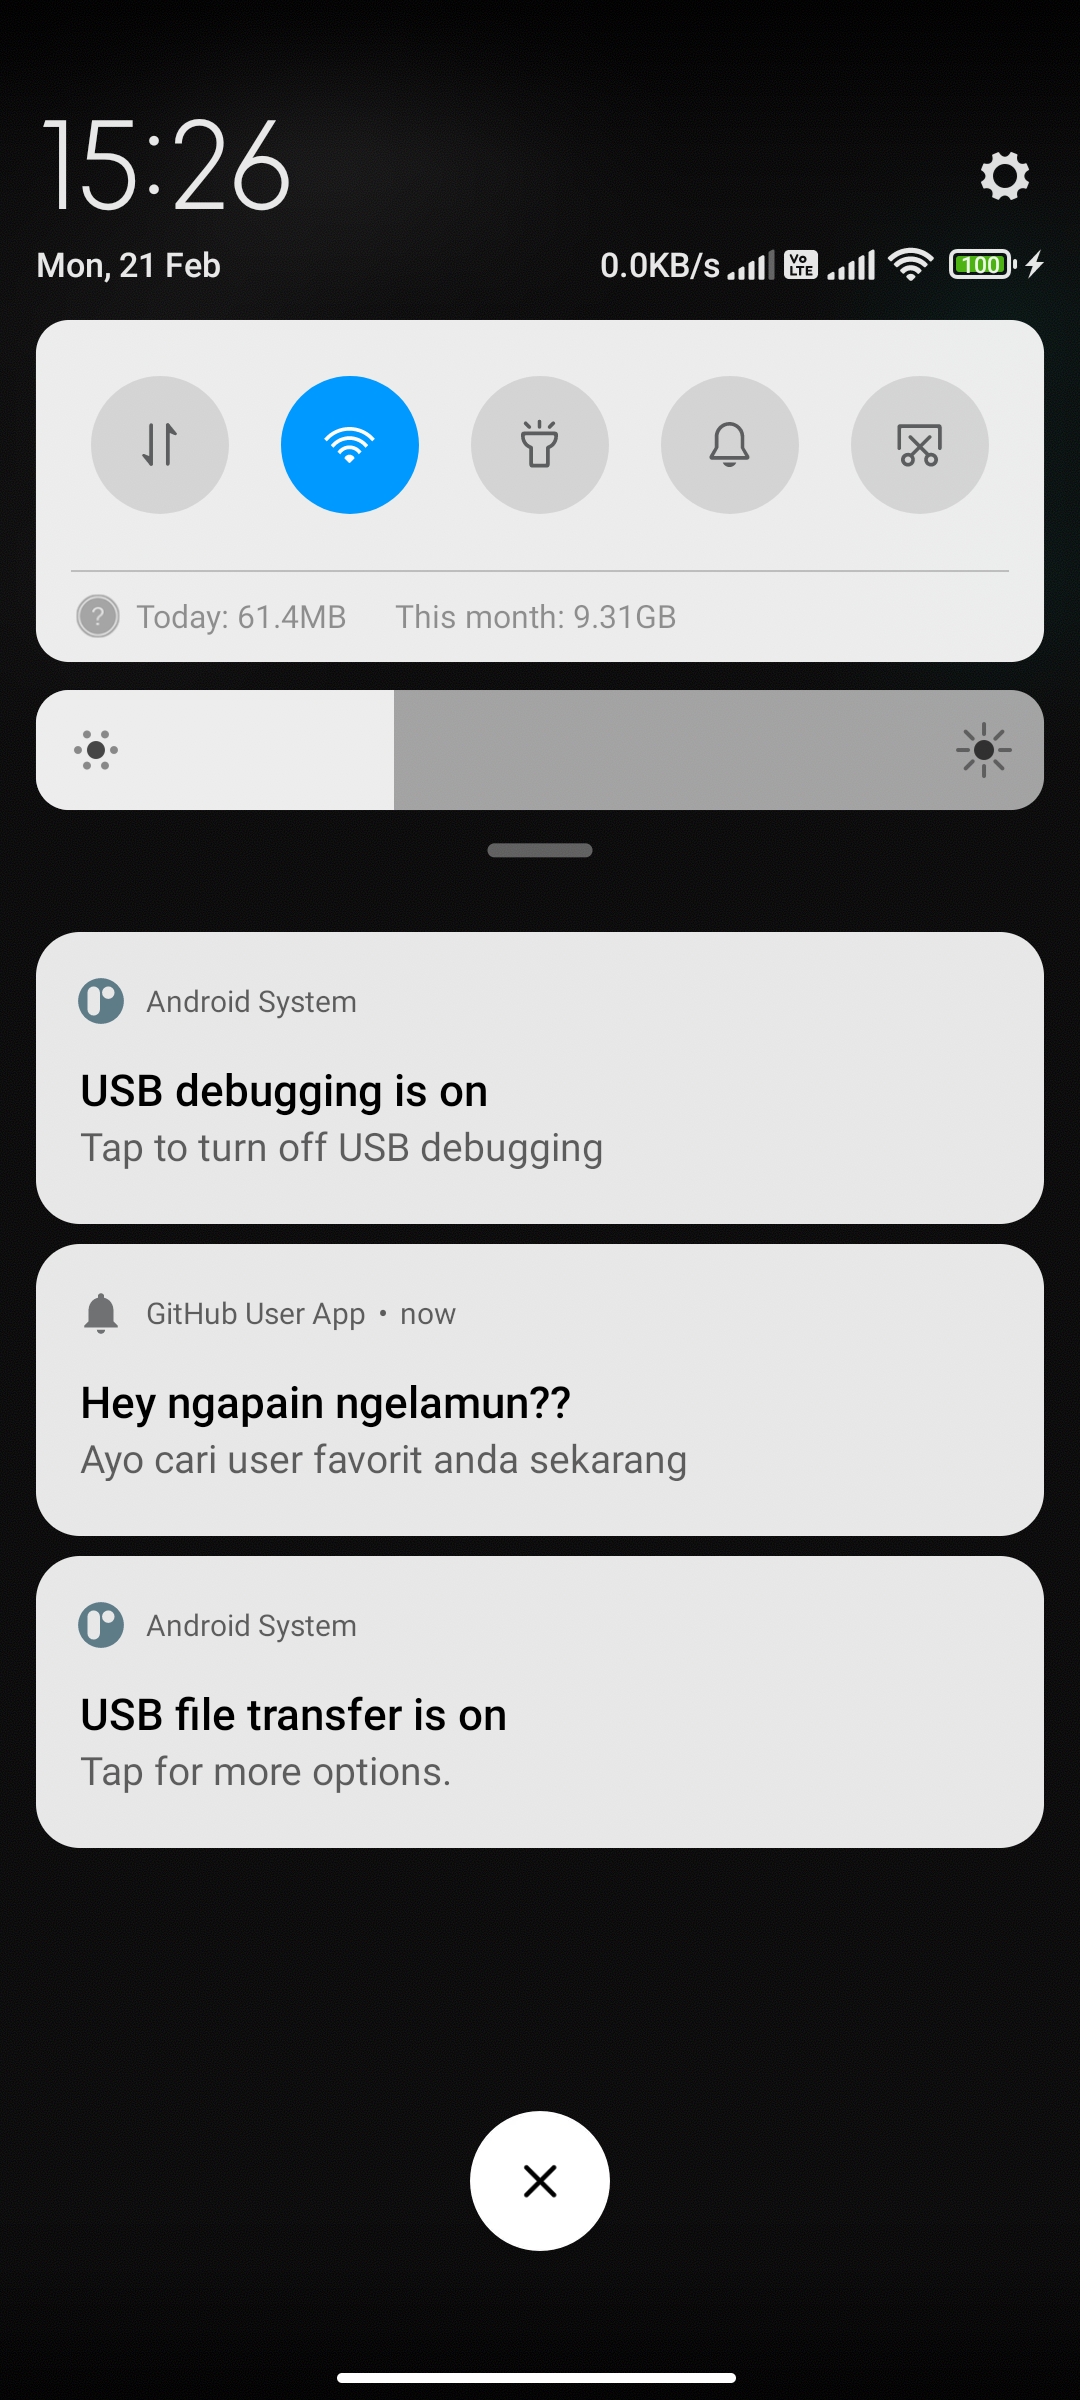 15:26
Mon, 21 Feb
0.0KB/s Vo LTE 100
? Today: 61.4MB This month: 9.31GB
Android System
USB debugging is on
Tap to turn off USB debugging
GitHub User App • now
Hey ngapain ngelamun??
Ayo cari user favorit anda sekarang
Android System
USB file transfer is on
Tap for more options.